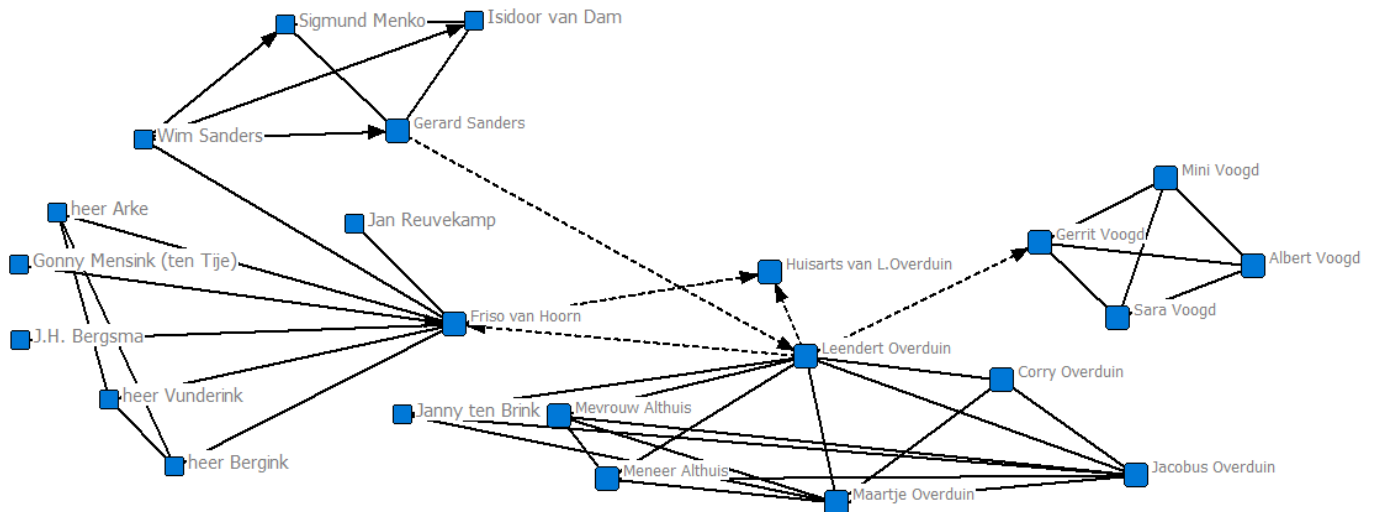 Sigmund Menko
Isidoor van Dam
Wim Sanders
Gerard Sanders
Mini Voogd
heer Arke
Jan Reuvekamp
Gerrit Voogd
Gonny Mensink (ten Tije)
Huisarts van L.Overduin
Albert Voogd
Sara Voogd
Friso van Hoorn
J.H. Bergsma
Leendert Overduin
Corry Overduin
heer Vunderink
Janny ten Brink
Mevrouw Althuis
heer Bergink
Meneer Althuis
Jacobus Overduin
Maartje Overduin